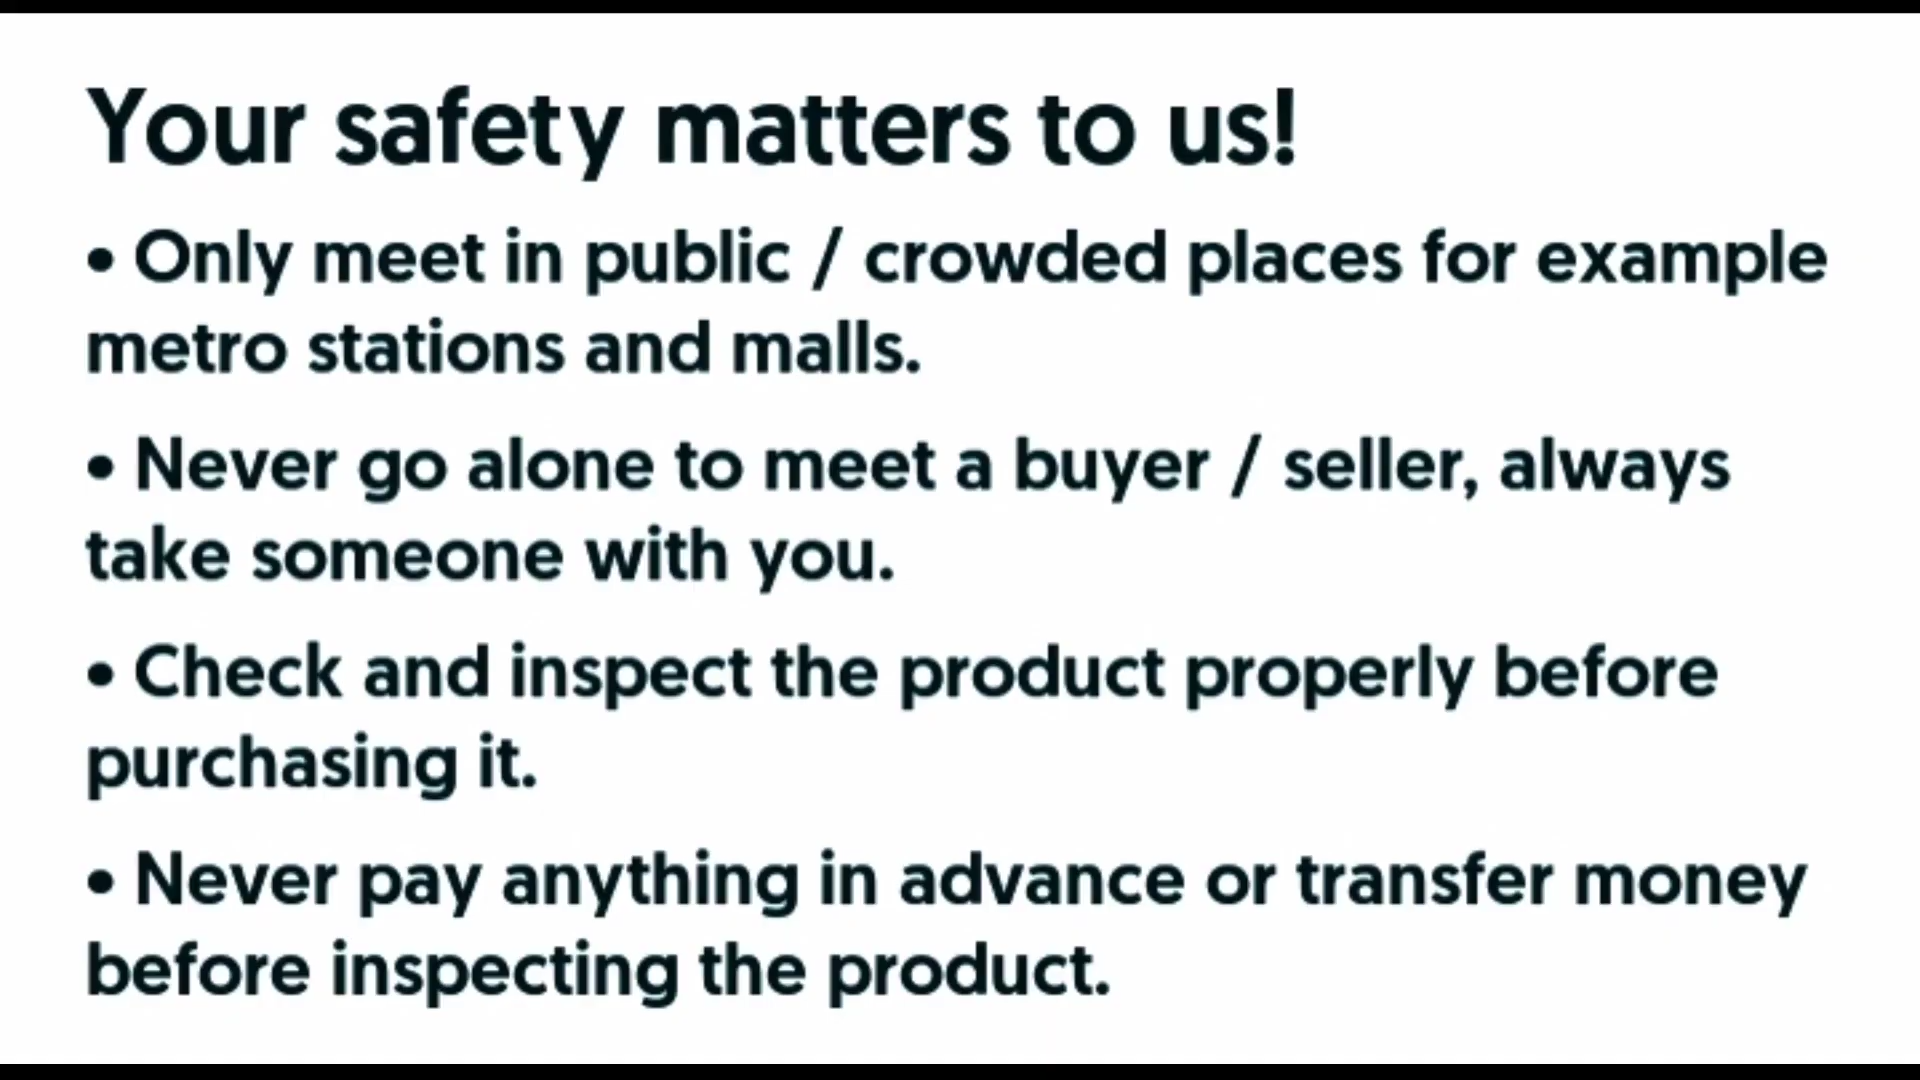 Your safety matters to us!
• Only meet in public / crowded places for example
metro stations and malls.
• Never go alone to meet a buyer / seller, always
take someone with you.
• Check and inspect the product properly before
purchasing it.
• Never pay anything in advance or transfer money
before inspecting the product.